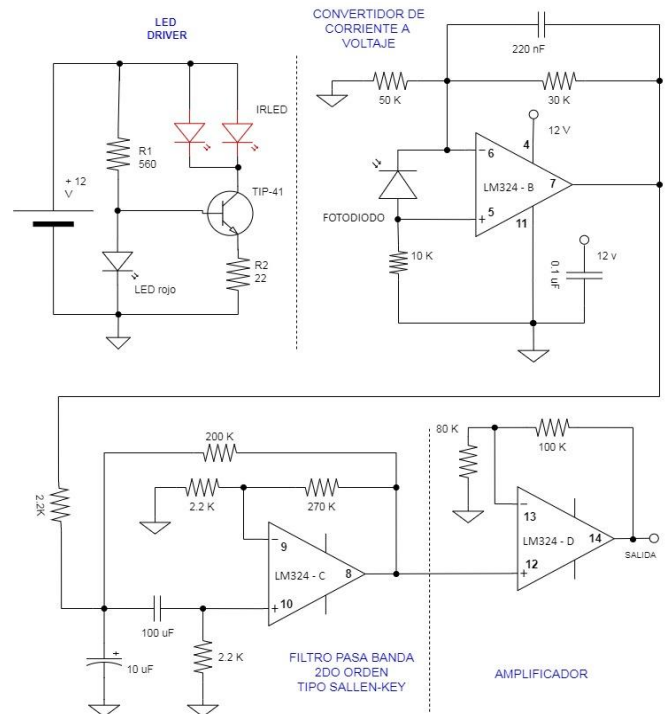 LED
DRIVER
CONVERTIDOR DE
CORRIENTE A
VOLTAJE
220 nF
50 K
30 K
IRLED
R1
560
12 V
4
6
+ 12
V
TIP-41
LM324 - B
7
FOTODIODO
5
11
12 v
10 K
R2
22
0.1 uF
LED rojo
80 K
200 K
100 K
2.2K
2.2 K
270 K
13
9
LM324 - D
14
LM324 - C
8
12
SALIDA
10
100 uF
2.2 K
10 uF
FILTRO PASA BANDA
2DO ORDEN
TIPO SALLEN-KEY
AMPLIFICADOR